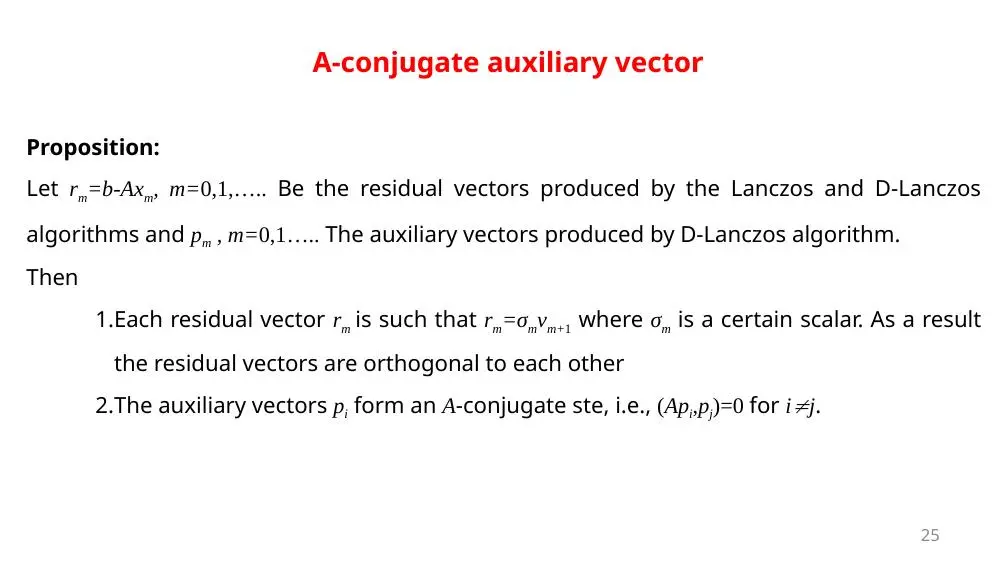 A-conjugate auxiliary vector
Proposition:
Let rₘ=b-Axₘ, m=0,1,….. Be the residual vectors produced by the Lanczos and D-Lanczos
algorithms and pₘ , m=0,1….. The auxiliary vectors produced by D-Lanczos algorithm.
Then
1.Each residual vector rₘ is such that rₘ=σₘvₘ₊₁ where σₘ is a certain scalar. As a result
the residual vectors are orthogonal to each other
2.The auxiliary vectors pᵢ form an A-conjugate ste, i.e., (Apᵢ,pⱼ)=0 for i≠j.
25